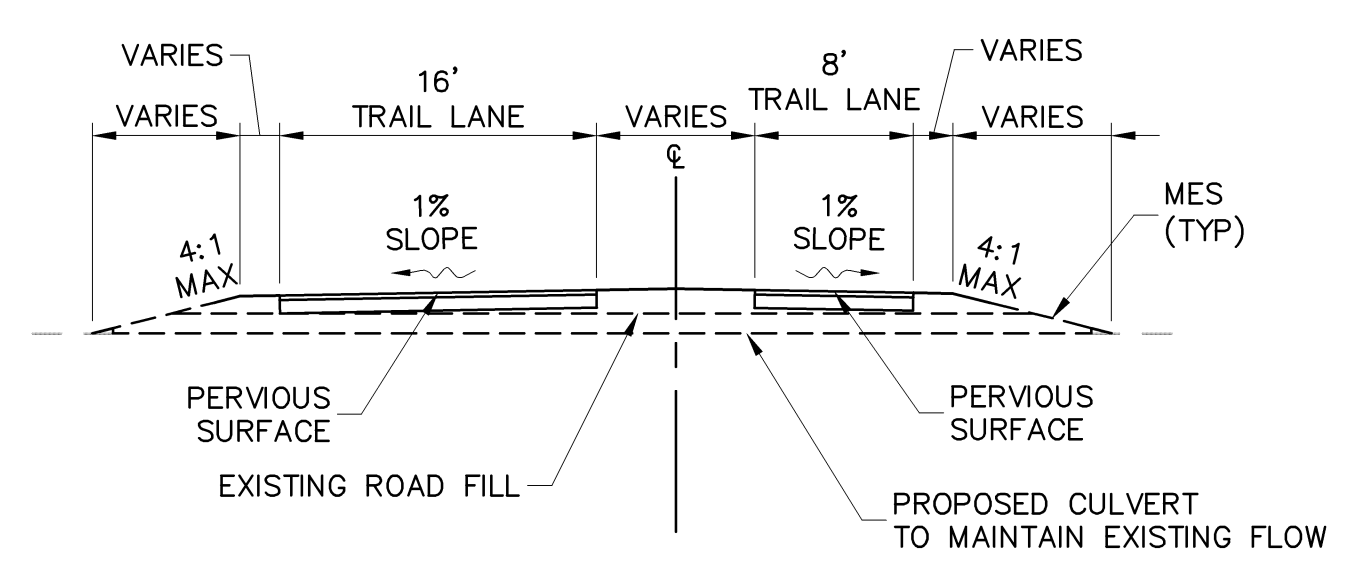 VARIES
VARIES
16'
TRAIL LANE
VARIES
8'
TRAIL LANE
VARIES
VARIES
℄
4:1
MAX
1%
SLOPE
1%
SLOPE
4:1
MAX
MES
(TYP)
PERVIOUS
SURFACE
PERVIOUS
SURFACE
EXISTING ROAD FILL
PROPOSED CULVERT
TO MAINTAIN EXISTING FLOW